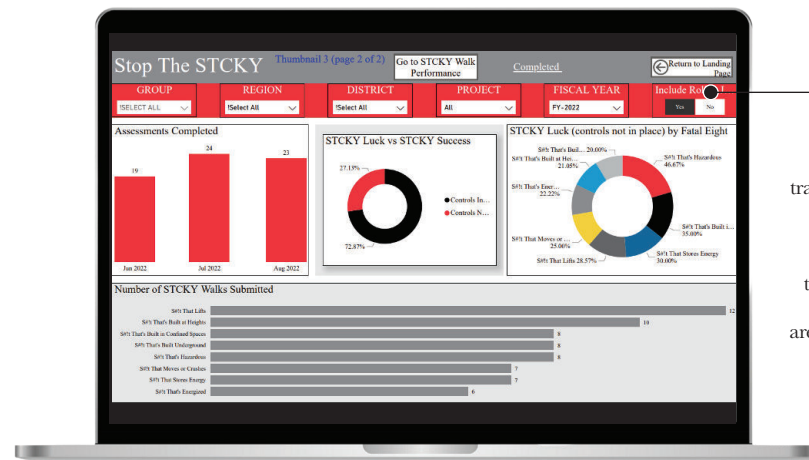 Stop The STCKY
Thumbnail 3 (page 2 of 2)
Go to STCKY Walk
Performance
Completed
Return to Landing
Page
GROUP
REGION
DISTRICT
PROJECT
FISCAL YEAR
Include
!SELECT ALL
!Select All
!Select All
All
FY-2022
Yes
No
Assessments Completed
19
24
23
Jun 2022
Jul 2022
Aug 2022
STCKY Luck vs STCKY Success
27.13%
72.87%
Controls In…
Controls N…
STCKY Luck (controls not in place) by Fatal Eight
S#!t That's Buil… 20.00%
S#!t That's Built at Hei…
21.05%
S#!t That's Ener…
22.22%
S#!t That Moves or …
25.00%
S#!t That Lifts 28.57%
S#!t That's Hazardous
46.67%
S#!t That's Built i…
35.00%
S#!t That Stores Energy
30.00%
Number of STCKY Walks Submitted
S#!t That Lifts
12
S#!t That's Built at Heights
10
S#!t That's Built in Confined Spaces
8
S#!t That's Built Underground
8
S#!t That's Hazardous
8
S#!t That Moves or Crashes
7
S#!t That Stores Energy
7
S#!t That's Energized
6